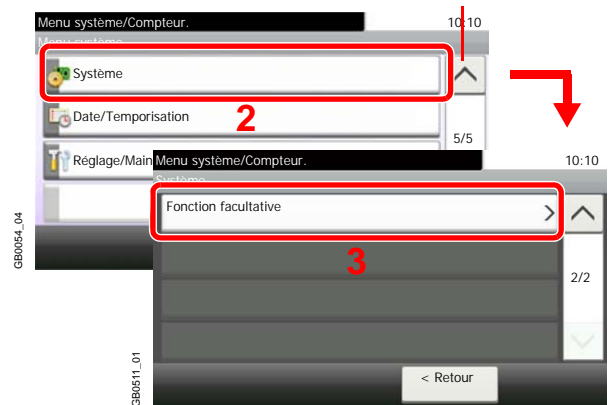 Menu système/Compteur.
10:10
Menu système
Système
2
Date/Temporisation
5/5
Réglage/Main
GB0054_04
Menu système/Compteur.
10:10
Système
Fonction facultative
3
2/2
< Retour
GB0511_01